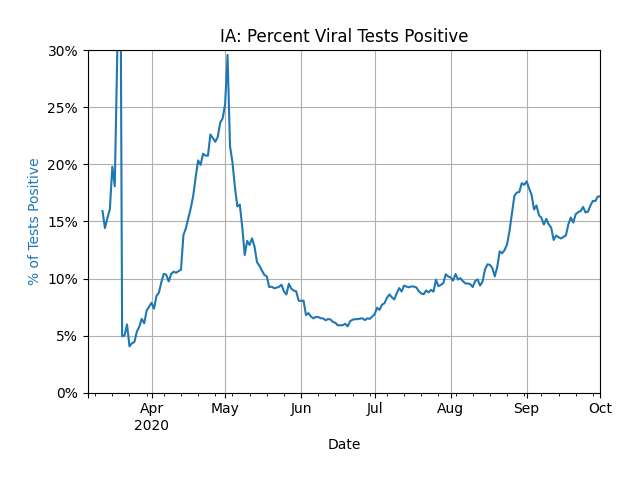 IA: Percent Viral Tests Positive
30%
25%
20%
15%
10%
5%
0%
% of Tests Positive
Apr May Jun Jul Aug Sep Oct
2020
Date